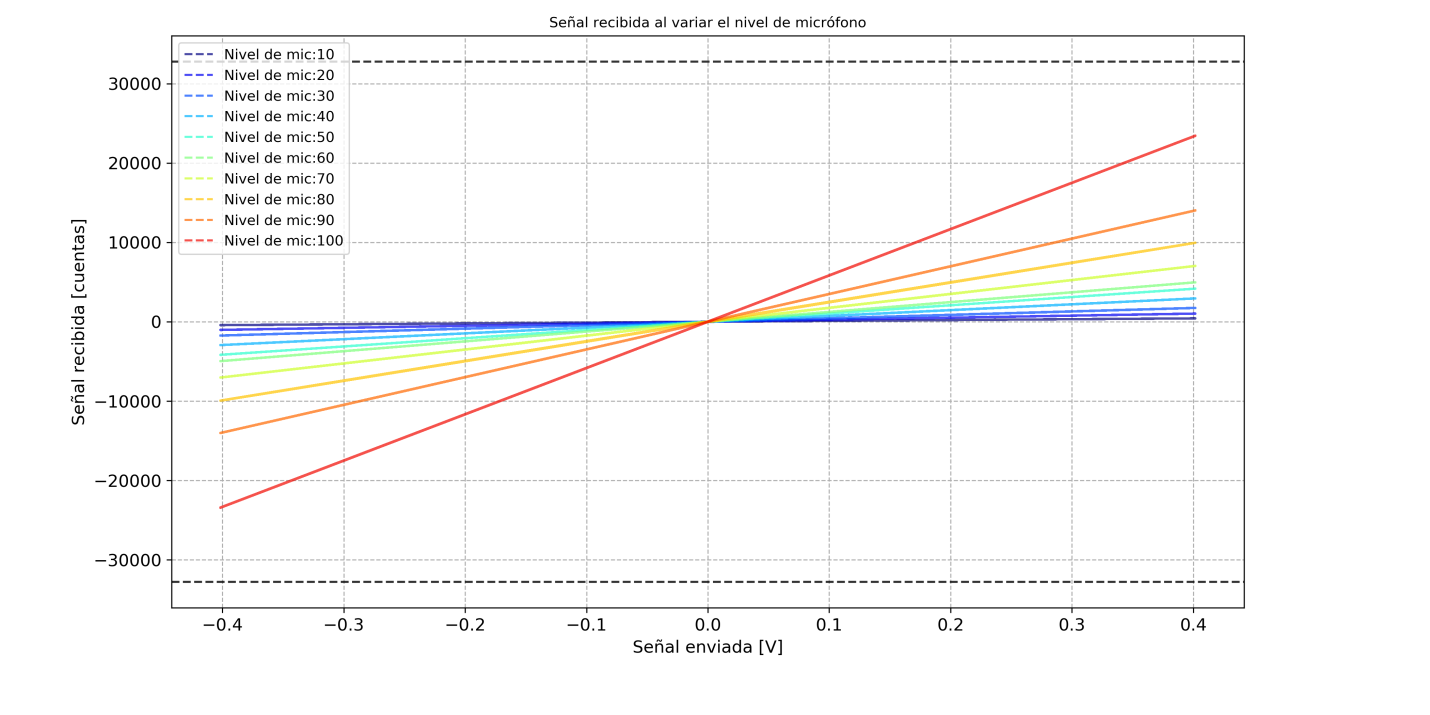 Señal recibida al variar el nivel de micrófono
Nivel de mic:10
Nivel de mic:20
Nivel de mic:30
Nivel de mic:40
Nivel de mic:50
Nivel de mic:60
Nivel de mic:70
Nivel de mic:80
Nivel de mic:90
Nivel de mic:100
Señal recibida [cuentas]
30000
20000
10000
0
−10000
−20000
−30000
−0.4 −0.3 −0.2 −0.1 0.0 0.1 0.2 0.3 0.4
Señal enviada [V]